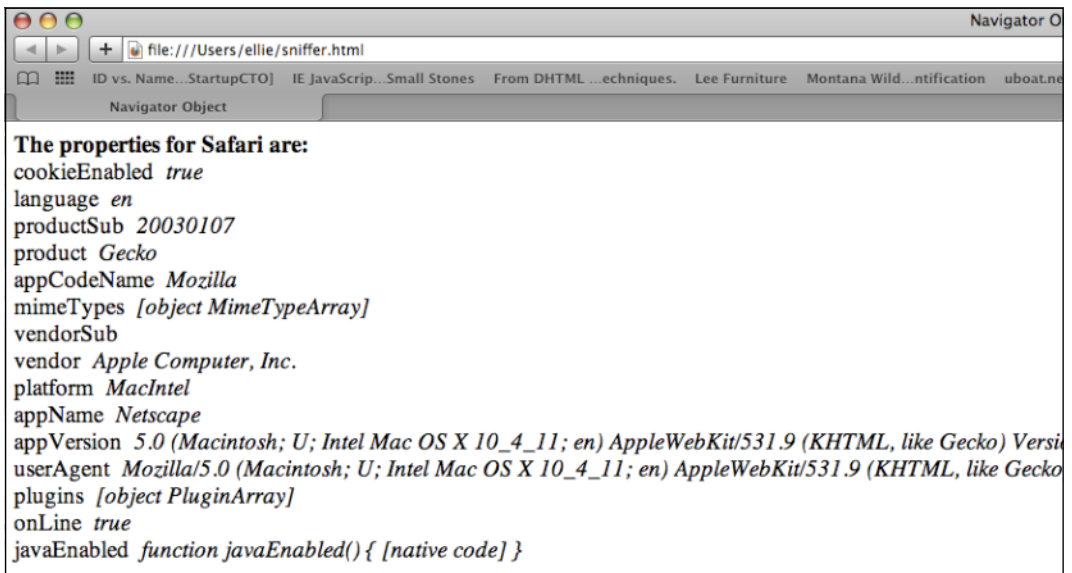 Navigator O
file:///Users/ellie/sniffer.html
ID vs. Name...StartupCTO] IE JavaScrip...Small Stones From DHTML ...echniques. Lee Furniture Montana Wild...ntification uboat.ne
Navigator Object
The properties for Safari are:
cookieEnabled true
language en
productSub 20030107
product Gecko
appCodeName Mozilla
mimeTypes [object MimeTypeArray]
vendorSub
vendor Apple Computer, Inc.
platform MacIntel
appName Netscape
appVersion 5.0 (Macintosh; U; Intel Mac OS X 10_4_11; en) AppleWebKit/531.9 (KHTML, like Gecko) Versi
userAgent Mozilla/5.0 (Macintosh; U; Intel Mac OS X 10_4_11; en) AppleWebKit/531.9 (KHTML, like Gecko
plugins [object PluginArray]
onLine true
javaEnabled function javaEnabled() { [native code] }